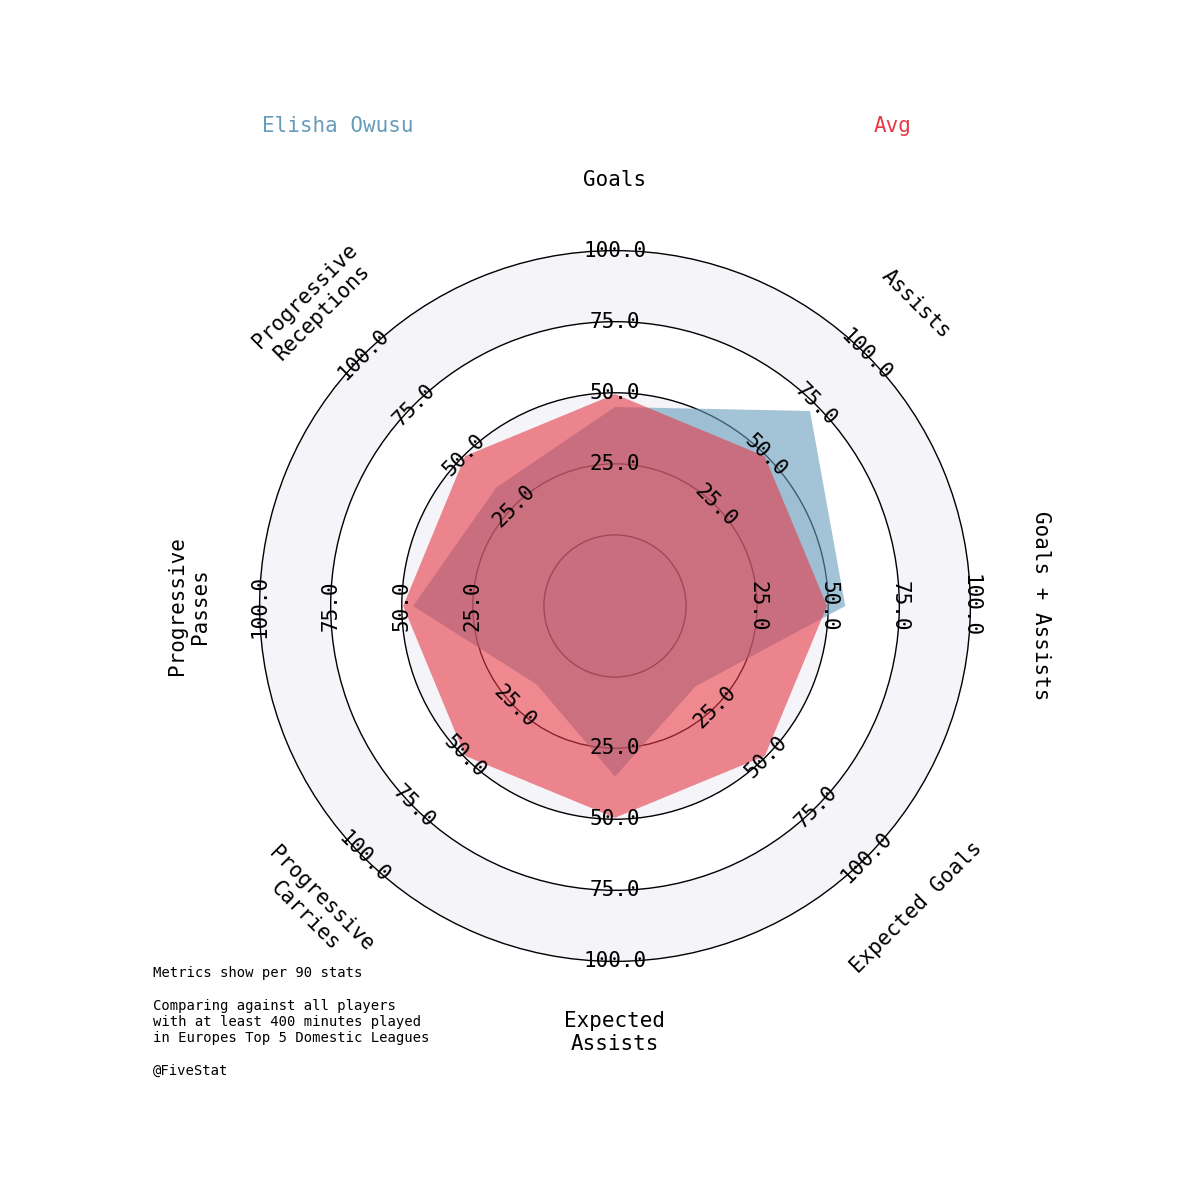 Elisha Owusu
Avg
Goals
Assists
Goals + Assists
Expected Goals
Expected
Assists
Progressive
Carries
Progressive
Passes
Progressive
Receptions
25.0
50.0
75.0
100.0
25.0
50.0
75.0
100.0
25.0
50.0
75.0
100.0
25.0
50.0
75.0
100.0
25.0
50.0
75.0
100.0
25.0
50.0
75.0
100.0
25.0
50.0
75.0
100.0
25.0
50.0
75.0
100.0
Metrics show per 90 stats
Comparing against all players
with at least 400 minutes played
in Europes Top 5 Domestic Leagues
@FiveStat